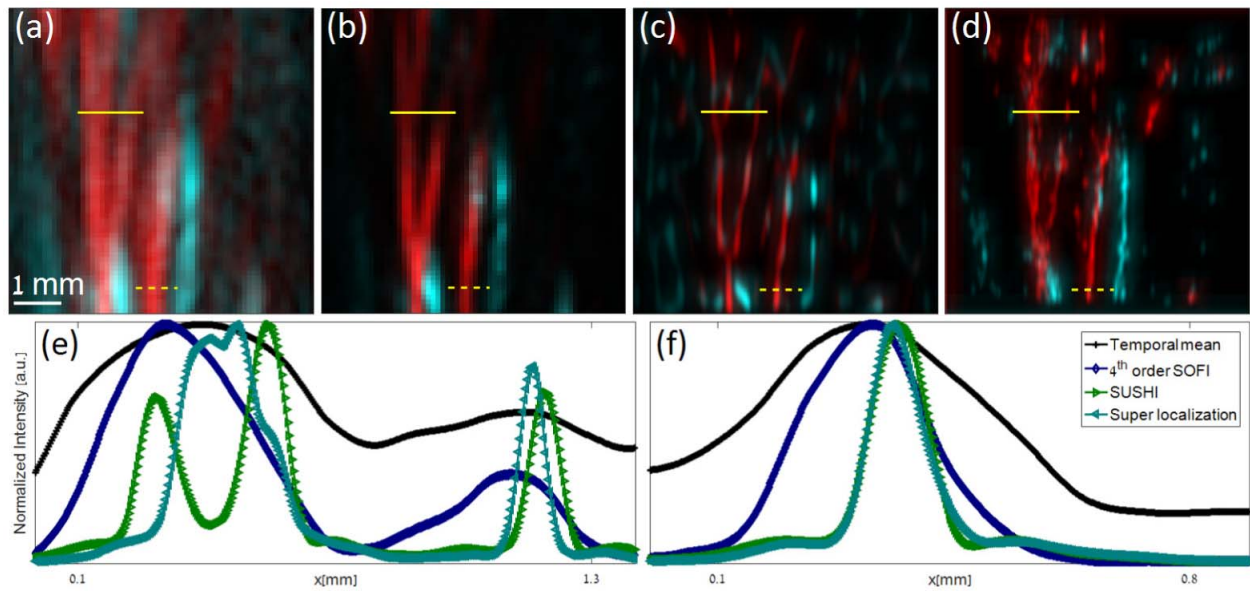 (a)
(b)
(c)
(d)
1 mm
(e)
(f)
Normalized Intensity [a.u.]
Temporal mean
4th order SOFI
SUSHI
Super localization
0.1
x[mm]
1.3
0.1
x[mm]
0.8